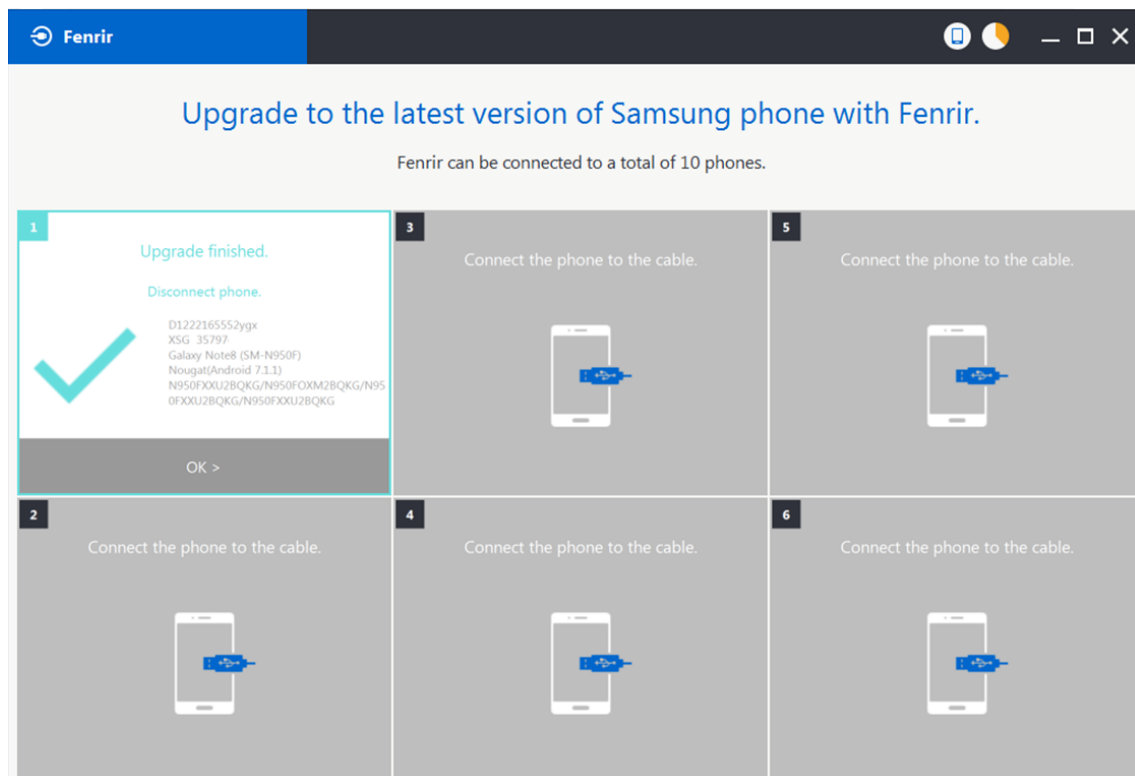 Fenrir
Upgrade to the latest version of Samsung phone with Fenrir.
Fenrir can be connected to a total of 10 phones.
1
Upgrade finished.
Disconnect phone.
D1222165552ygx
XSG 35797
Galaxy Note8 (SM-N950F)
Nougat(Android 7.1.1)
N950FXXU2BQKG/N950FOXM2BQKG/N95
0FXXU2BQKG/N950FXXU2BQKG
OK >
2
Connect the phone to the cable.
3
Connect the phone to the cable.
4
Connect the phone to the cable.
5
Connect the phone to the cable.
6
Connect the phone to the cable.